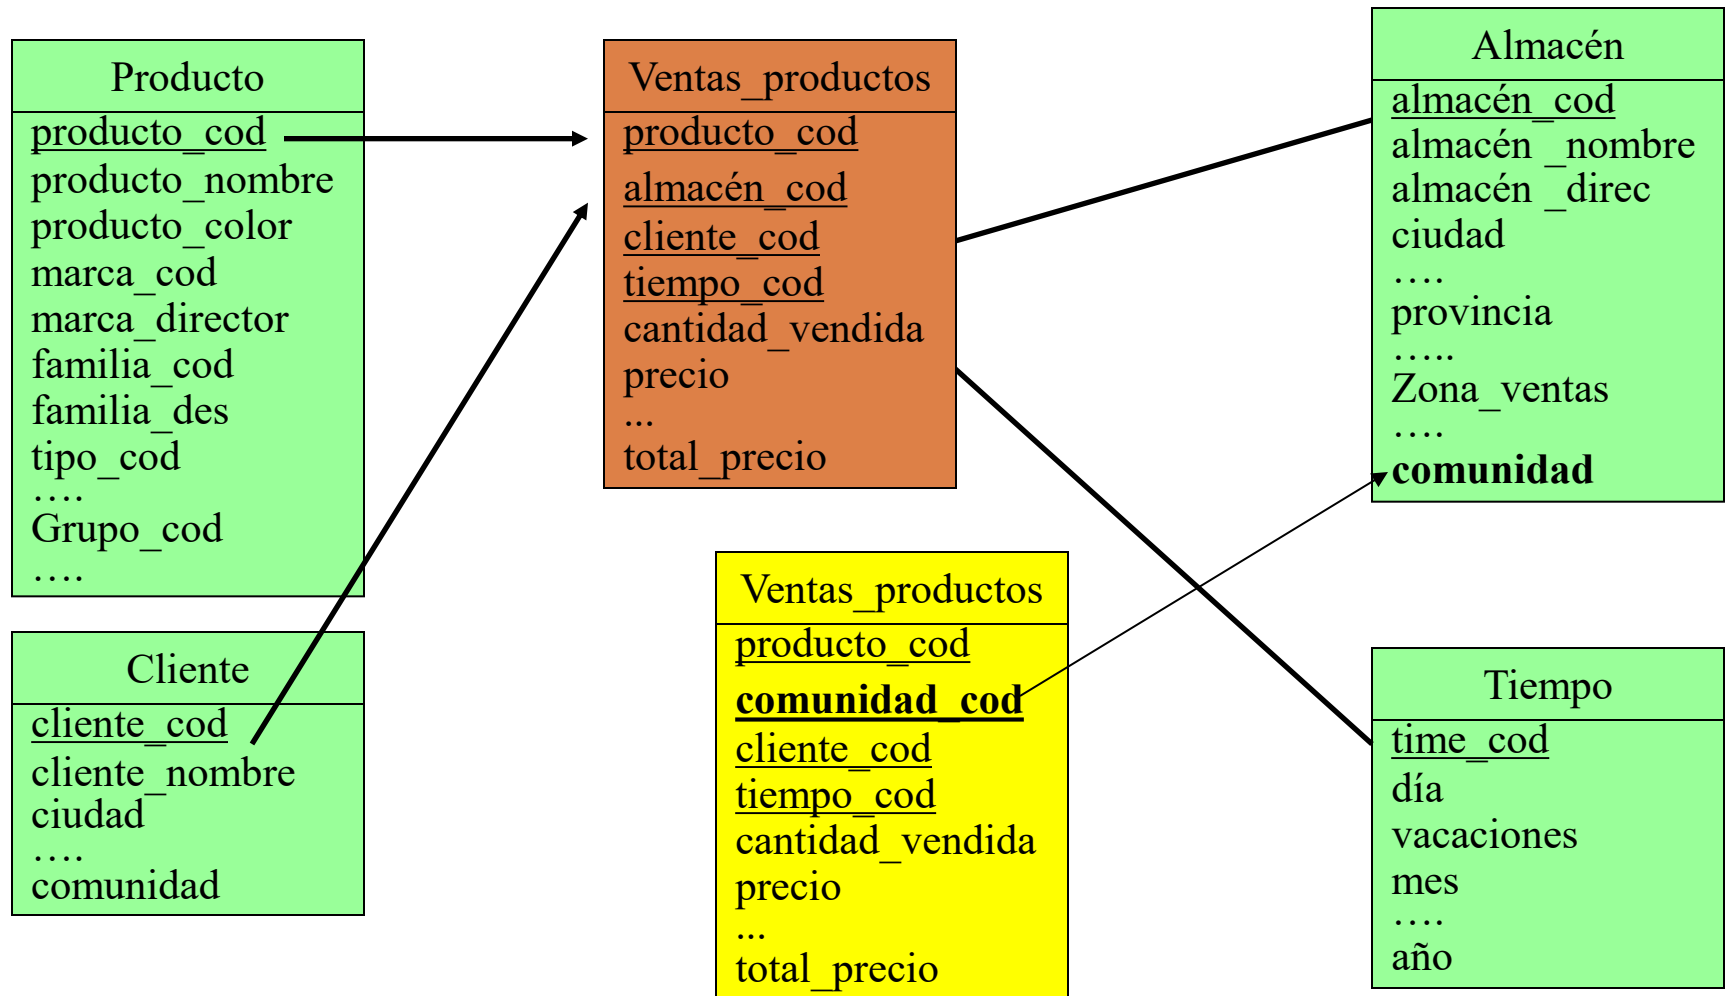 Producto
producto_cod
producto_nombre
producto_color
marca_cod
marca_director
familia_cod
familia_des
tipo_cod
….
Grupo_cod
….
Cliente
cliente_cod
cliente_nombre
ciudad
….
comunidad
Ventas_productos
producto_cod
almacén_cod
cliente_cod
tiempo_cod
cantidad_vendida
precio
...
total_precio
Ventas_productos
producto_cod
comunidad_cod
cliente_cod
tiempo_cod
cantidad_vendida
precio
...
total_precio
Almacén
almacén_cod
almacén _nombre
almacén _direc
ciudad
….
provincia
…..
Zona_ventas
….
comunidad
Tiempo
time_cod
día
vacaciones
mes
….
año